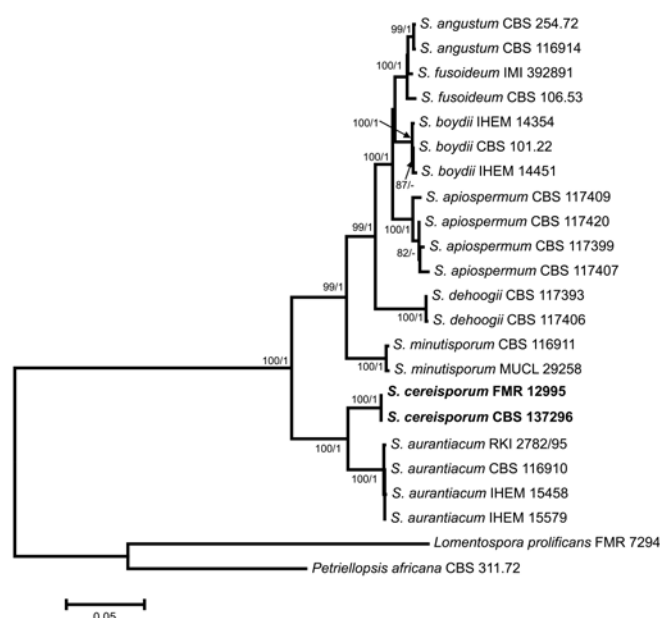 99/1
S. angustum CBS 254.72
S. angustum CBS 116914
100/1
S. fusoideum IMI 392891
S. fusoideum CBS 106.53
100/1
S. boydii IHEM 14354
S. boydii CBS 101.22
100/1
S. boydii IHEM 14451
87/-
S. apiospermum CBS 117409
S. apiospermum CBS 117420
100/1
99/1
S. apiospermum CBS 117399
82/-
S. apiospermum CBS 117407
99/1
S. dehoogii CBS 117393
100/1
S. dehoogii CBS 117406
S. minutisporum CBS 116911
100/1
100/1
S. minutisporum MUCL 29258
S. cereisporum FMR 12995
100/1
S. cereisporum CBS 137296
S. aurantiacum RKI 2782/95
100/1
S. aurantiacum CBS 116910
100/1
S. aurantiacum IHEM 15458
S. aurantiacum IHEM 15579
Lomentospora prolificans FMR 7294
Petriellopsis africana CBS 311.72
0.05